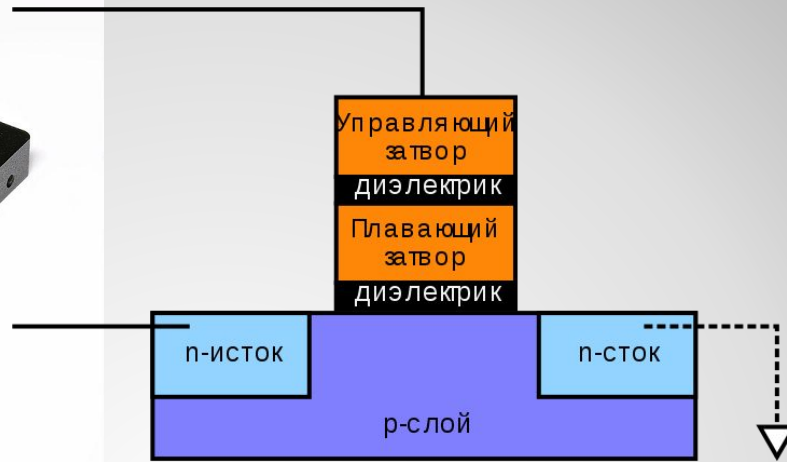 Управляющий
затвор
диэлектрик
Плавающий
затвор
диэлектрик
n-исток
n-сток
p-слой